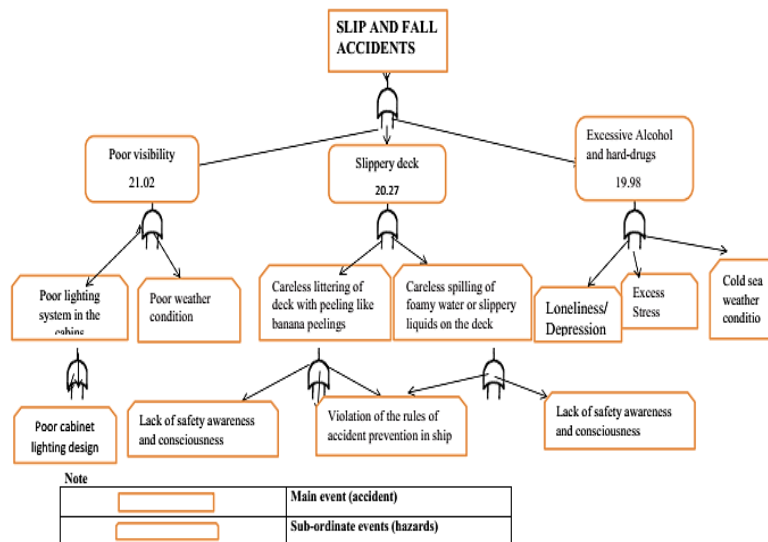 SLIP AND FALL
ACCIDENTS
Poor visibility
21.02
Slippery deck
20.27
Excessive Alcohol
and hard-drugs
19.98
Poor lighting
system in the
cabins
Poor weather
condition
Careless littering of
deck with peeling like
banana peelings
Careless spilling of
foamy water or slippery
liquids on the deck
Loneliness/
Depression
Excess
Stress
Cold sea
weather
conditio
Poor cabinet
lighting design
Lack of safety awareness
and consciousness
Violation of the rules of
accident prevention in ship
Lack of safety awareness
and consciousness
Note
Main event (accident)
Sub-ordinate events (hazards)